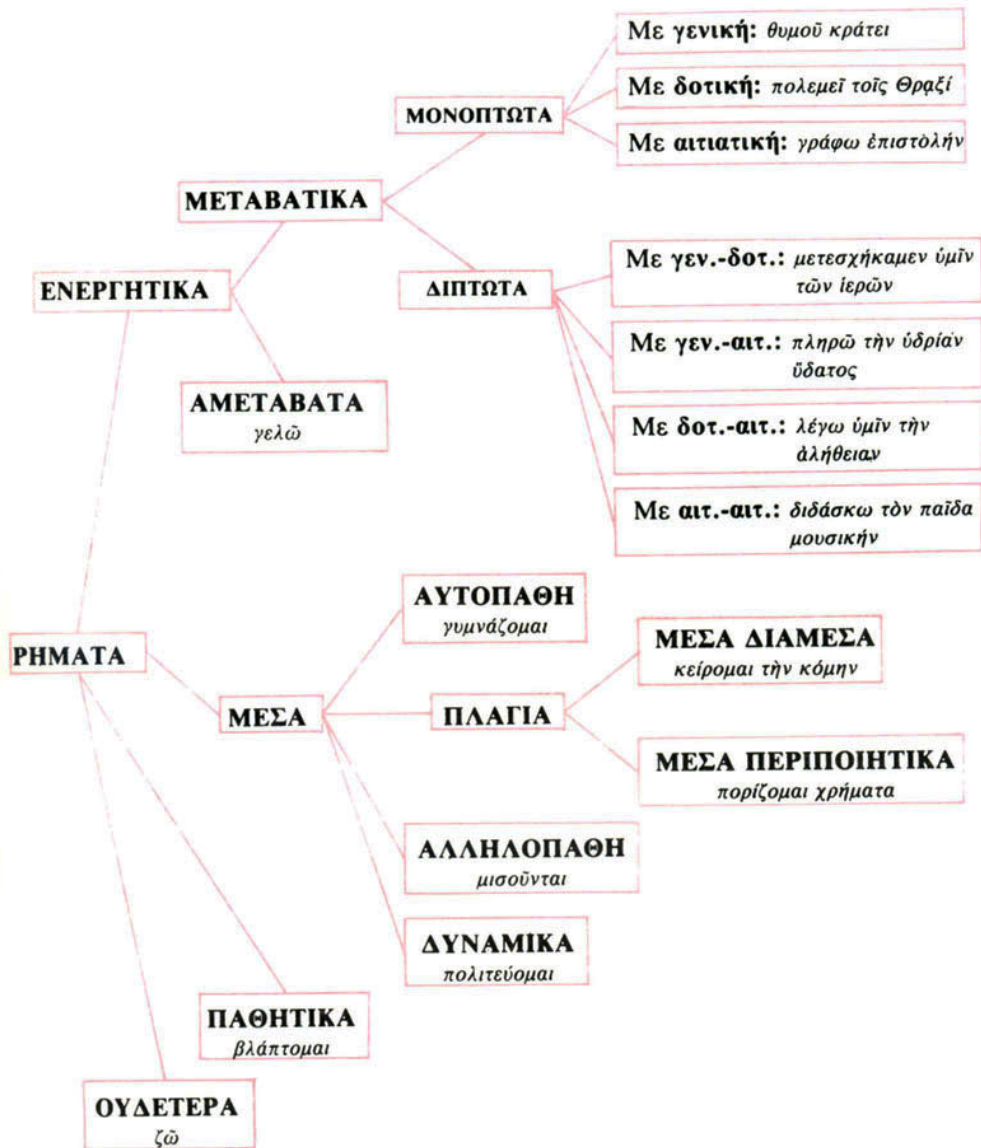 Με γενική: θυμοῦ κράτει
Με δοτική: πολεμεῖ τοῖς Θρᾳξί
Με αιτιατική: γράφω ἐπιστολήν
ΜΟΝΟΠΤΩΤΑ
ΜΕΤΑΒΑΤΙΚΑ
ΕΝΕΡΓΗΤΙΚΑ
ΔΙΠΤΩΤΑ
Με γεν.-δοτ.: μετεσχήκαμεν ὑμῖν
τῶν ἱερῶν
Με γεν.-αιτ.: πληρῶ τὴν ὑδρίαν
ὕδατος
Με δοτ.-αιτ.: λέγω ὑμῖν τὴν
ἀλήθειαν
Με αιτ.-αιτ.: διδάσκω τὸν παῖδα
μουσικήν
ΑΜΕΤΑΒΑΤΑ
γελῶ
ΡΗΜΑΤΑ
ΜΕΣΑ
ΑΥΤΟΠΑΘΗ
γυμνάζομαι
ΠΛΑΓΙΑ
ΜΕΣΑ ΔΙΑΜΕΣΑ
κείρομαι τὴν κόμην
ΜΕΣΑ ΠΕΡΙΠΟΙΗΤΙΚΑ
πορίζομαι χρήματα
ΑΛΛΗΛΟΠΑΘΗ
μισοῦνται
ΔΥΝΑΜΙΚΑ
πολιτεύομαι
ΠΑΘΗΤΙΚΑ
βλάπτομαι
ΟΥΔΕΤΕΡΑ
ζῶ